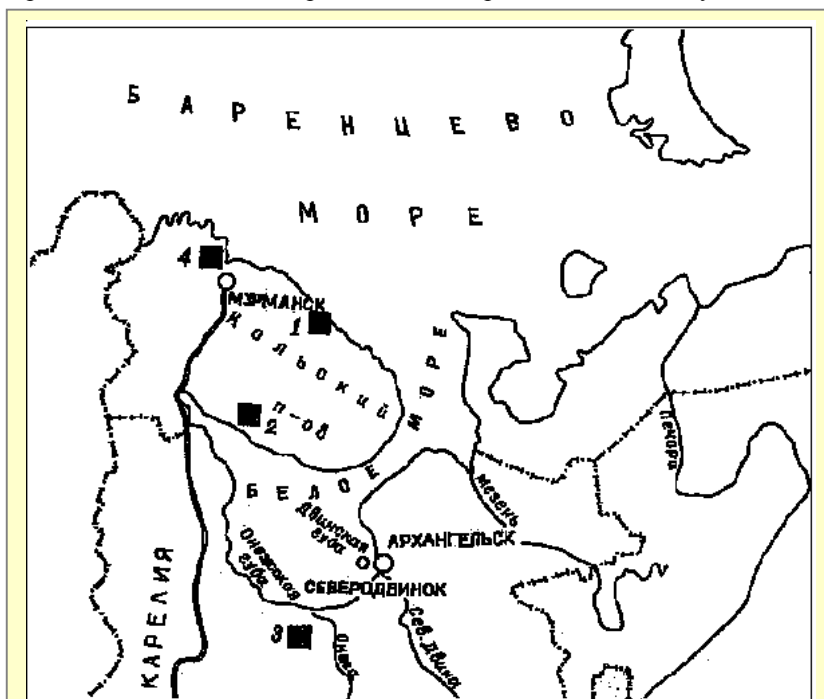 БАРЕНЦЕВО
МОРЕ
4
МУРМАНСК
1
Кольский
п-ов
2
БЕЛОЕ
МОРЕ
Печора
Мезень
Двинская
губа
АРХАНГЕЛЬСК
Онежская
губа
СЕВЕРОДВИНОК
КАРЕЛИЯ
3
Онега
Сев. Двина